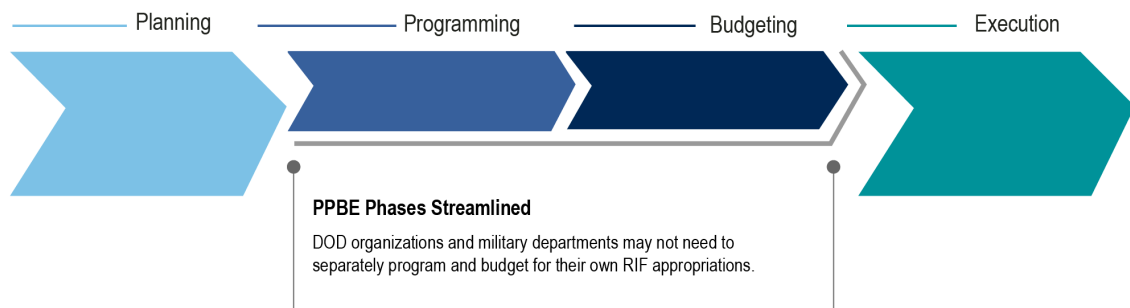 Planning
Programming
Budgeting
Execution
PPBE Phases Streamlined
DOD organizations and military departments may not need to
separately program and budget for their own RIF appropriations.